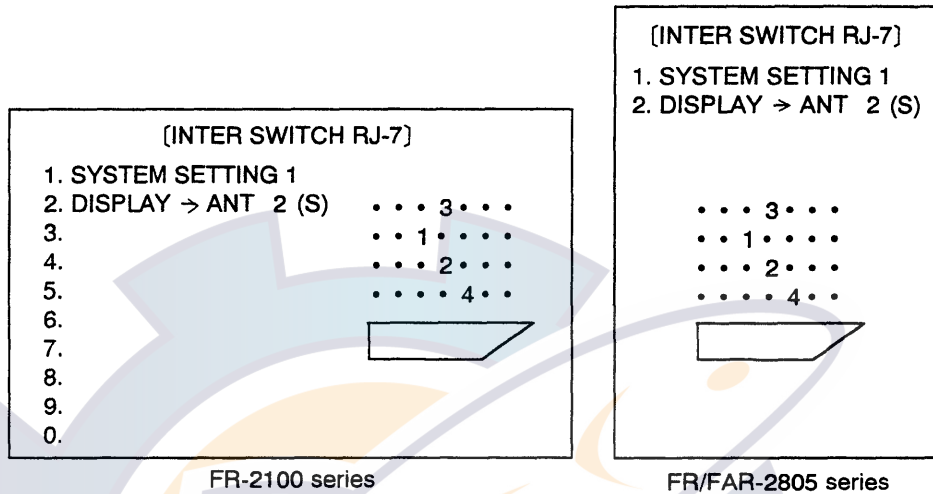 [INTER SWITCH RJ-7]
1. SYSTEM SETTING 1
2. DISPLAY → ANT 2 (S)
3.
4.
5.
6.
7.
8.
9.
0.
• • • 3 • • •
• • 1 • • • •
• • • 2 • • •
• • • • 4 • •
FR-2100 series
[INTER SWITCH RJ-7]
1. SYSTEM SETTING 1
2. DISPLAY → ANT 2 (S)
• • • 3 • • •
• • 1 • • • •
• • • 2 • • •
• • • • 4 • •
FR/FAR-2805 series